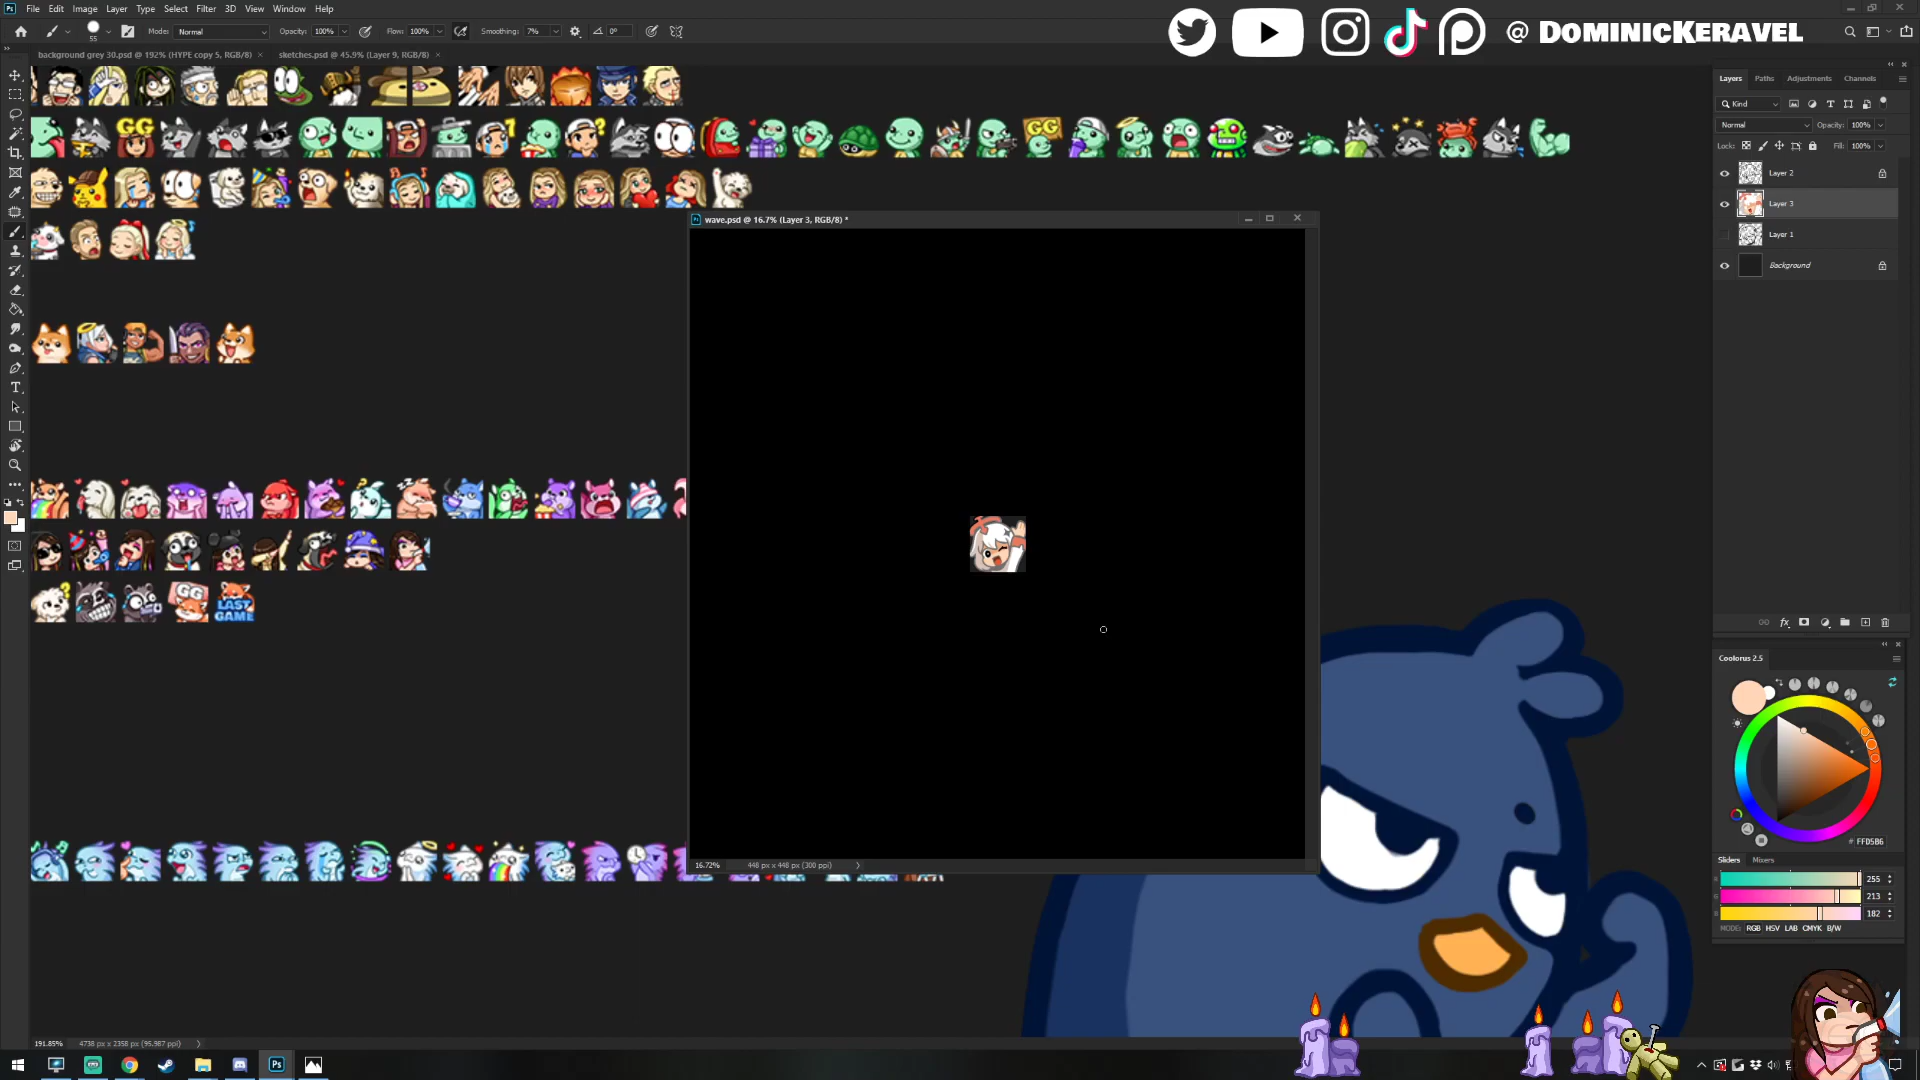 File Edit Image Layer Type Select Filter 3D View Window Help
Mode: Normal Opacity: 100% Flow: 100% Smoothing: 7% 0°
55
@ DominicKeravel
background grey 30.psd @ 192% (HYPE copy 5, RGB/8) × sketches.psd @ 45.9% (Layer 9, RGB/8) ×
Layers Paths Adjustments Channels
Kind
Normal Opacity: 100%
Lock: Fill: 100%
Layer 2
Layer 3
Layer 1
Background
GG
GG
wave.psd @ 16.7% (Layer 3, RGB/8) *
GG
LAST GAME
16.72% 448 px x 448 px (300 ppi)
Coolorus 2.5
# FFD5B6
Sliders Mixers
255
213
182
MODE: RGB HSV LAB CMYK B/W
191.85% 4738 px x 2358 px (95.987 ppi)